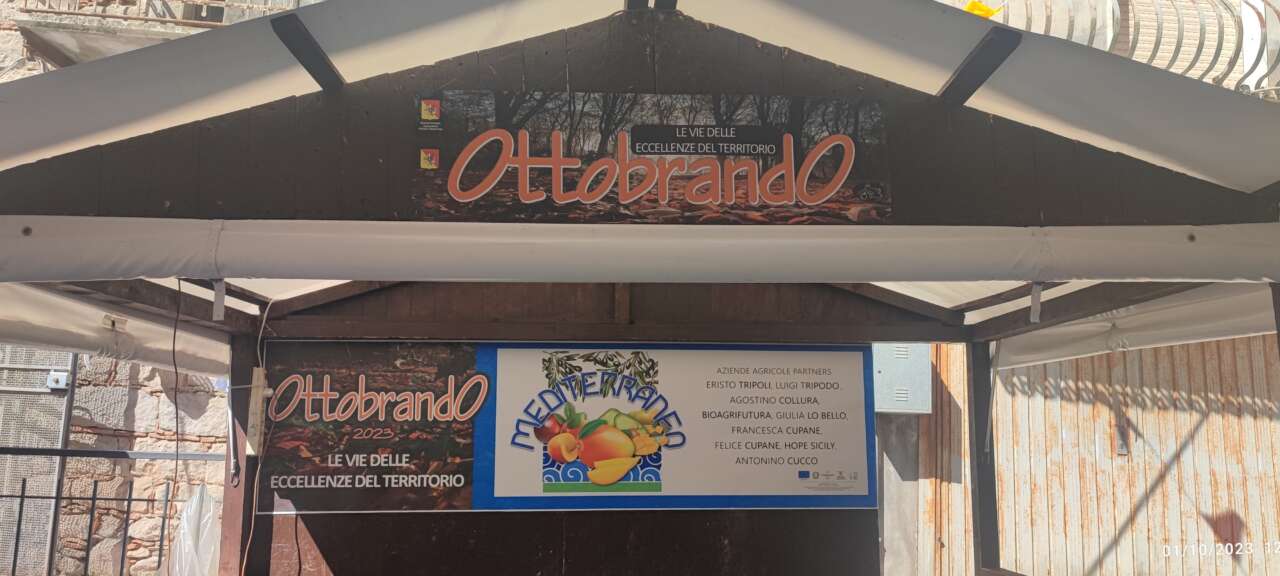 LE VIE DELLE
ECCELLENZE DEL TERRITORIO
OttobrandO
OttobrandO
2023
LE VIE DELLE
ECCELLENZE DEL TERRITORIO
MEDITERRANEO
AZIENDE AGRICOLE PARTNERS
ERISTO TRIPOLI, LUIGI TRIPODO,
AGOSTINO COLLURA,
BIOAGRIFUTURA, GIULIA LO BELLO,
FRANCESCA CUPANE,
FELICE CUPANE, HOPE SICILY,
ANTONINO CUCCO
01/10/2023 12